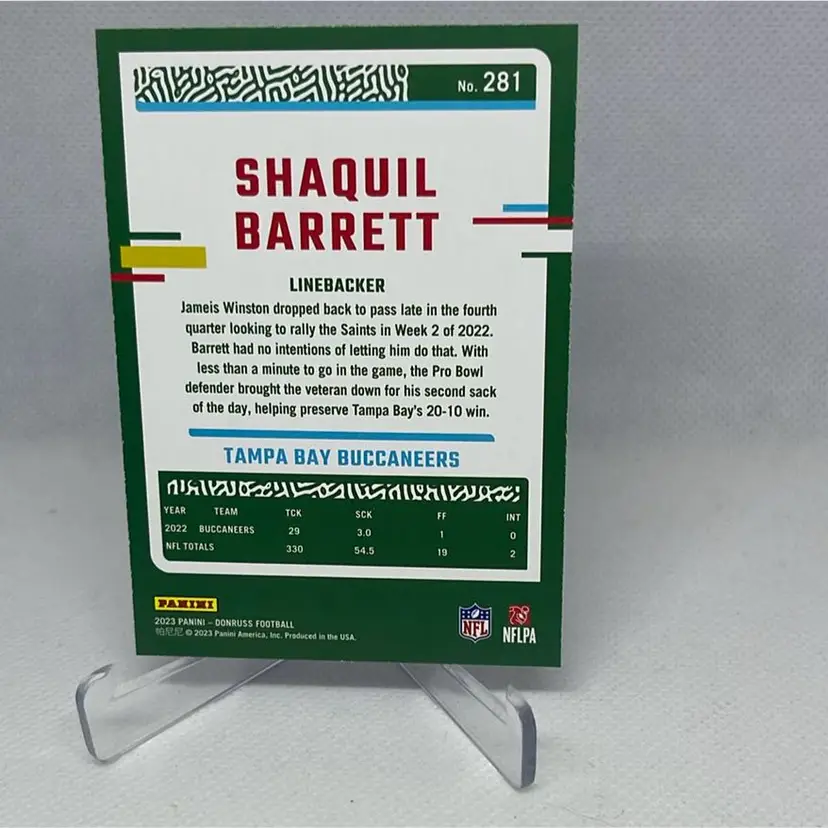 No. 281
SHAQUIL
BARRETT
LINEBACKER
Jameis Winston dropped back to pass late in the fourth
quarter looking to rally the Saints in Week 2 of 2022.
Barrett had no intentions of letting him do that. With
less than a minute to go in the game, the Pro Bowl
defender brought the veteran down for his second sack
of the day, helping preserve Tampa Bay's 20-10 win.
TAMPA BAY BUCCANEERS
YEAR TEAM TCK SCK FF INT
2022 BUCCANEERS 29 3.0 1 0
NFL TOTALS 330 54.5 19 2
PANINI
2023 PANINI – DONRUSS FOOTBALL
帕尼尼 © 2023 Panini America, Inc. Produced in the USA.
NFL
NFLPA